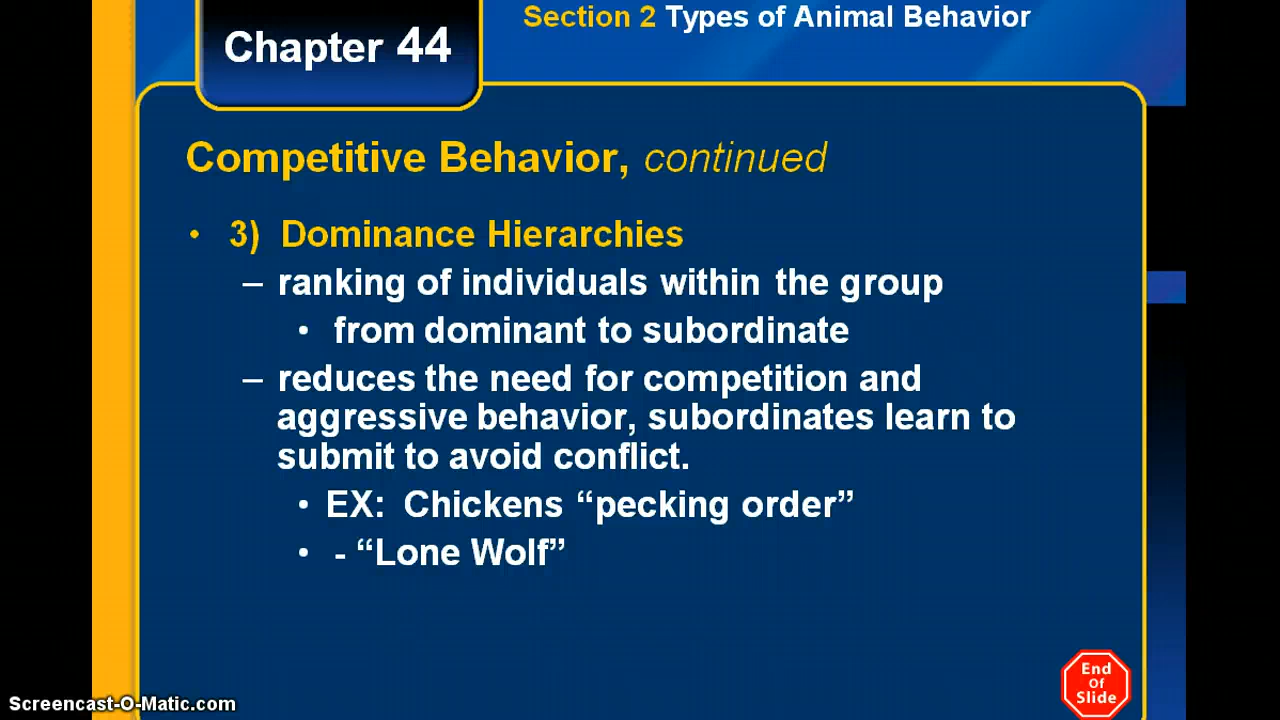 Section 2 Types of Animal Behavior
Chapter 44
Competitive Behavior, continued
• 3) Dominance Hierarchies
– ranking of individuals within the group
• from dominant to subordinate
– reduces the need for competition and
aggressive behavior, subordinates learn to
submit to avoid conflict.
• EX: Chickens “pecking order”
• - “Lone Wolf”
End
Of
Slide
Screencast-O-Matic.com